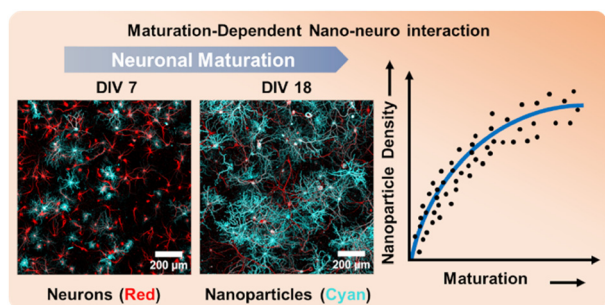 Maturation-Dependent Nano-neuro interaction
Neuronal Maturation
DIV 7
DIV 18
200 µm
200 µm
Neurons (Red)
Nanoparticles (Cyan)
Nanoparticle
Density
Maturation